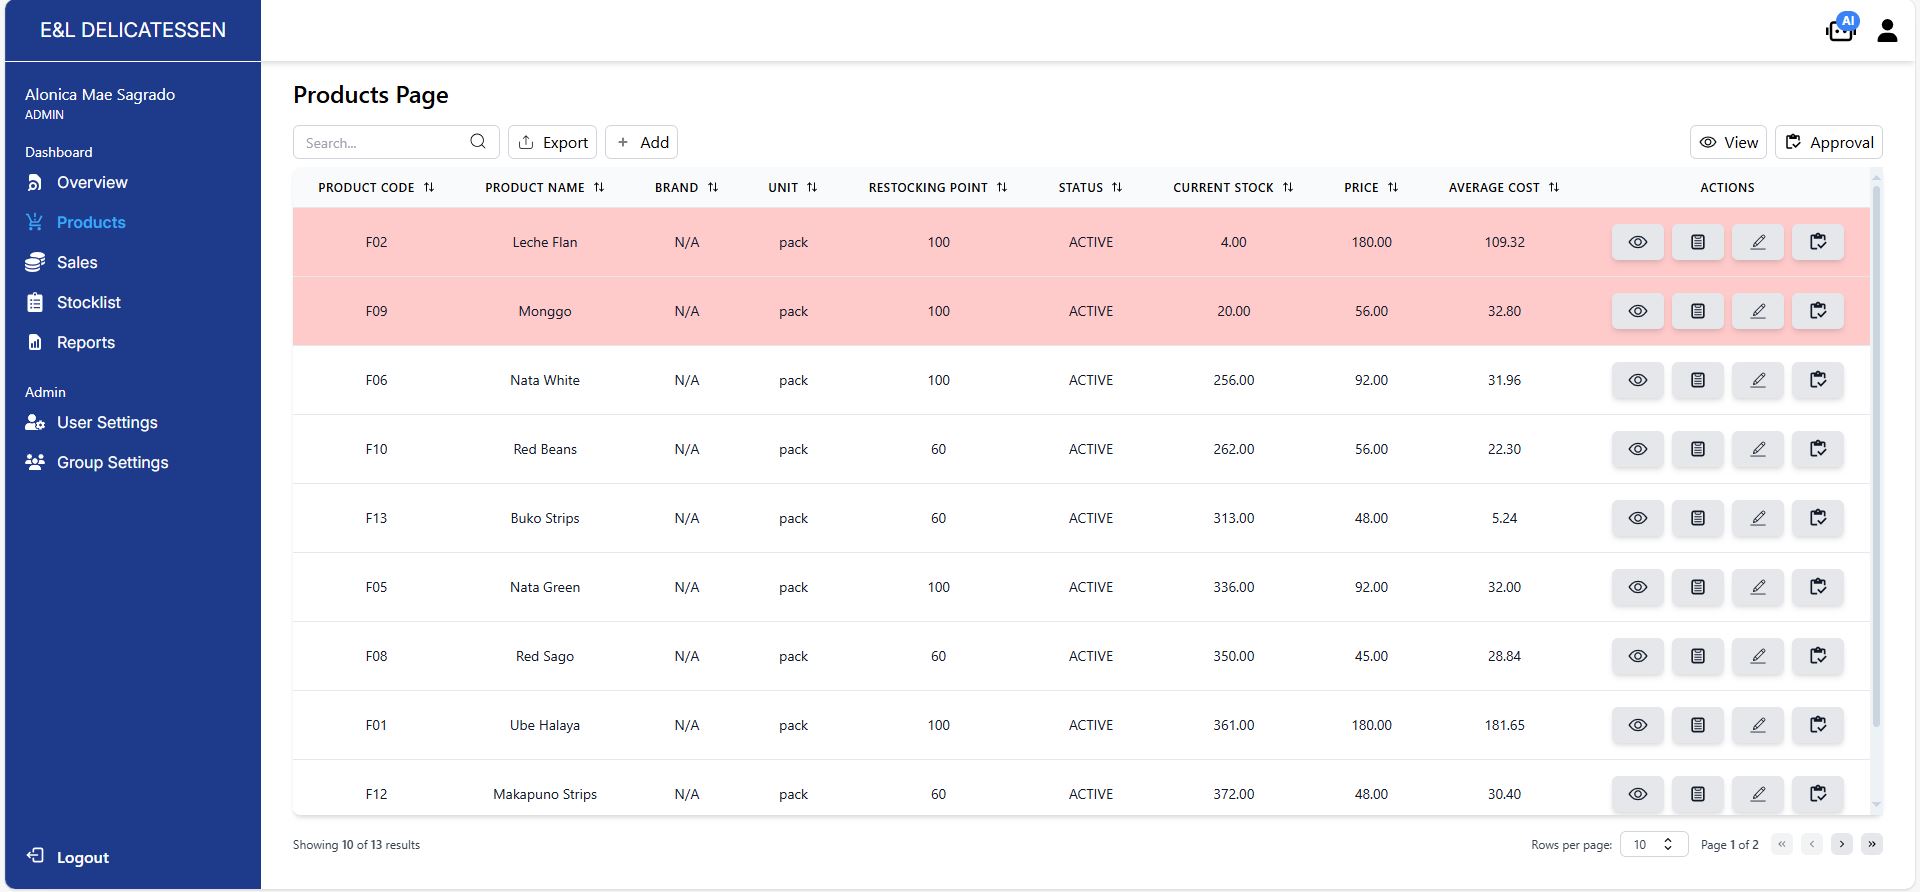 E&L DELICATESSEN
AI
Alonica Mae Sagrado
ADMIN
Dashboard
Overview
Products
Sales
Stocklist
Reports
Admin
User Settings
Group Settings
Logout
Products Page
Search...
Export
+ Add
View
Approval
PRODUCT CODE PRODUCT NAME BRAND UNIT RESTOCKING POINT STATUS CURRENT STOCK PRICE AVERAGE COST ACTIONS
F02 Leche Flan N/A pack 100 ACTIVE 4.00 180.00 109.32
F09 Monggo N/A pack 100 ACTIVE 20.00 56.00 32.80
F06 Nata White N/A pack 100 ACTIVE 256.00 92.00 31.96
F10 Red Beans N/A pack 60 ACTIVE 262.00 56.00 22.30
F13 Buko Strips N/A pack 60 ACTIVE 313.00 48.00 5.24
F05 Nata Green N/A pack 100 ACTIVE 336.00 92.00 32.00
F08 Red Sago N/A pack 60 ACTIVE 350.00 45.00 28.84
F01 Ube Halaya N/A pack 100 ACTIVE 361.00 180.00 181.65
F12 Makapuno Strips N/A pack 60 ACTIVE 372.00 48.00 30.40
Showing 10 of 13 results
Rows per page: 10 Page 1 of 2 « ‹ › »